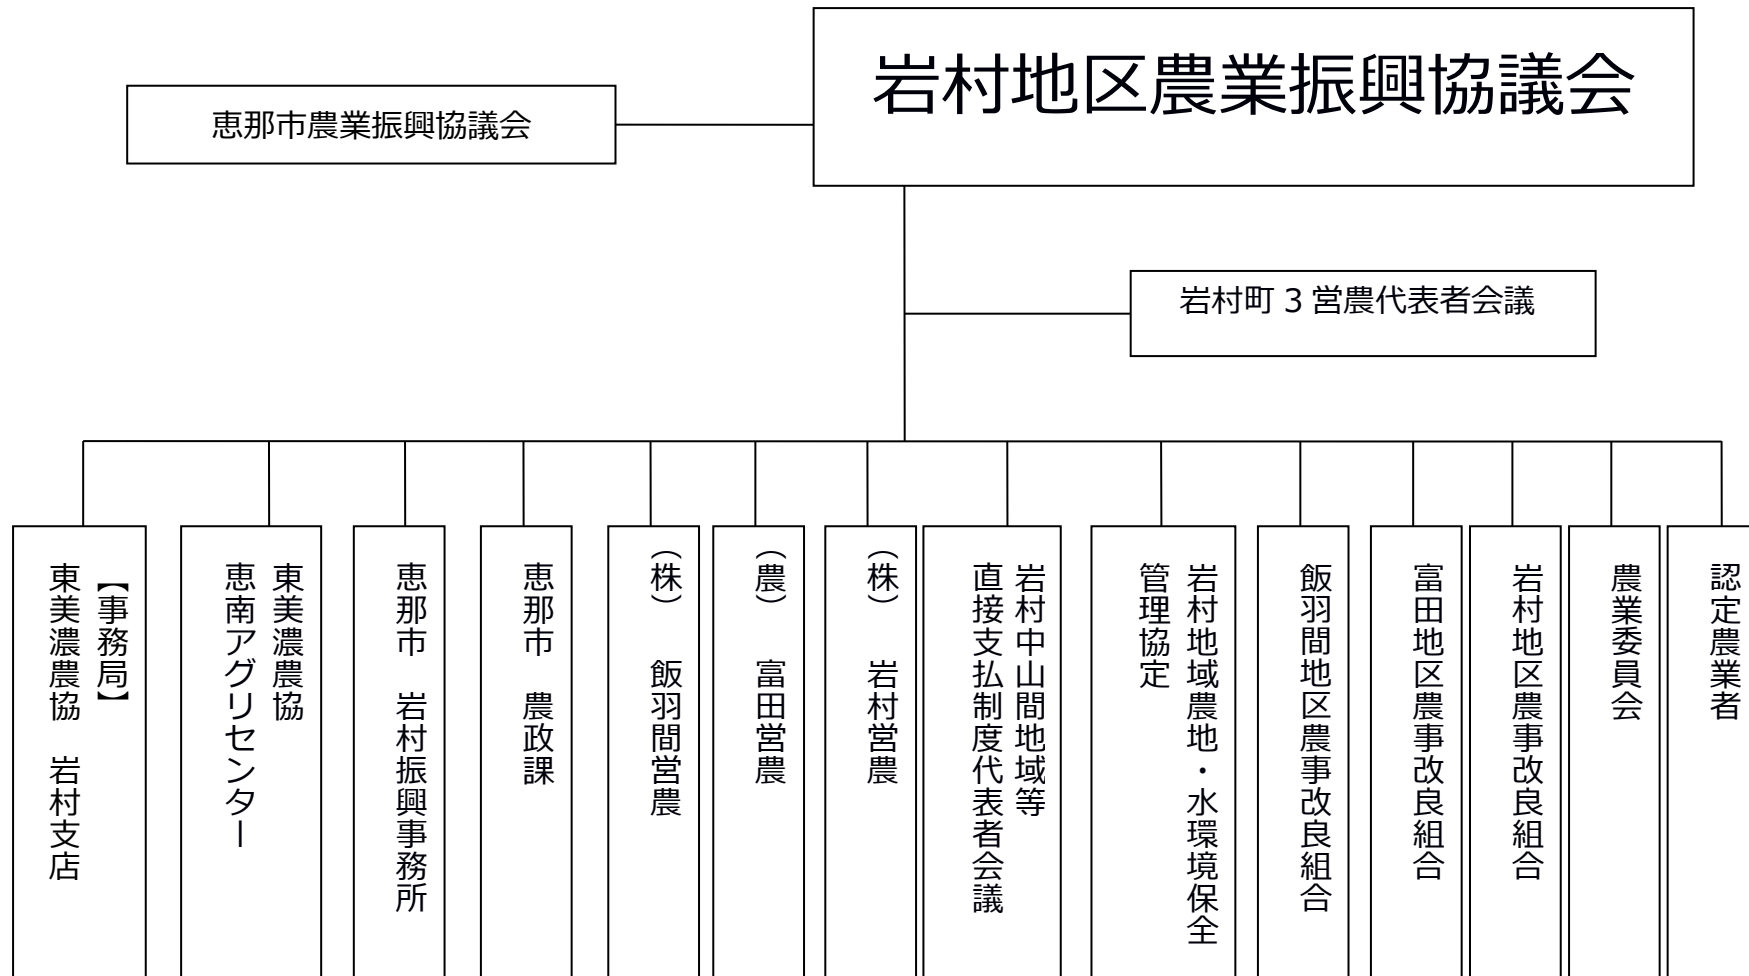 岩村地区農業振興協議会
恵那市農業振興協議会
岩村町３営農代表者会議
認定農業者
農業委員会
岩村地区農事改良組合
富田地区農事改良組合
飯羽間地区農事改良組合
岩村地域農地・水環境保全
管理協定
岩村中山間地域等
直接支払制度代表者会議
（株）　岩村営農
（農）　富田営農
（株）　飯羽間営農
恵那市　農政課
恵那市　岩村振興事務所
東美濃農協
恵南アグリセンター
【事務局】
東美濃農協　岩村支店